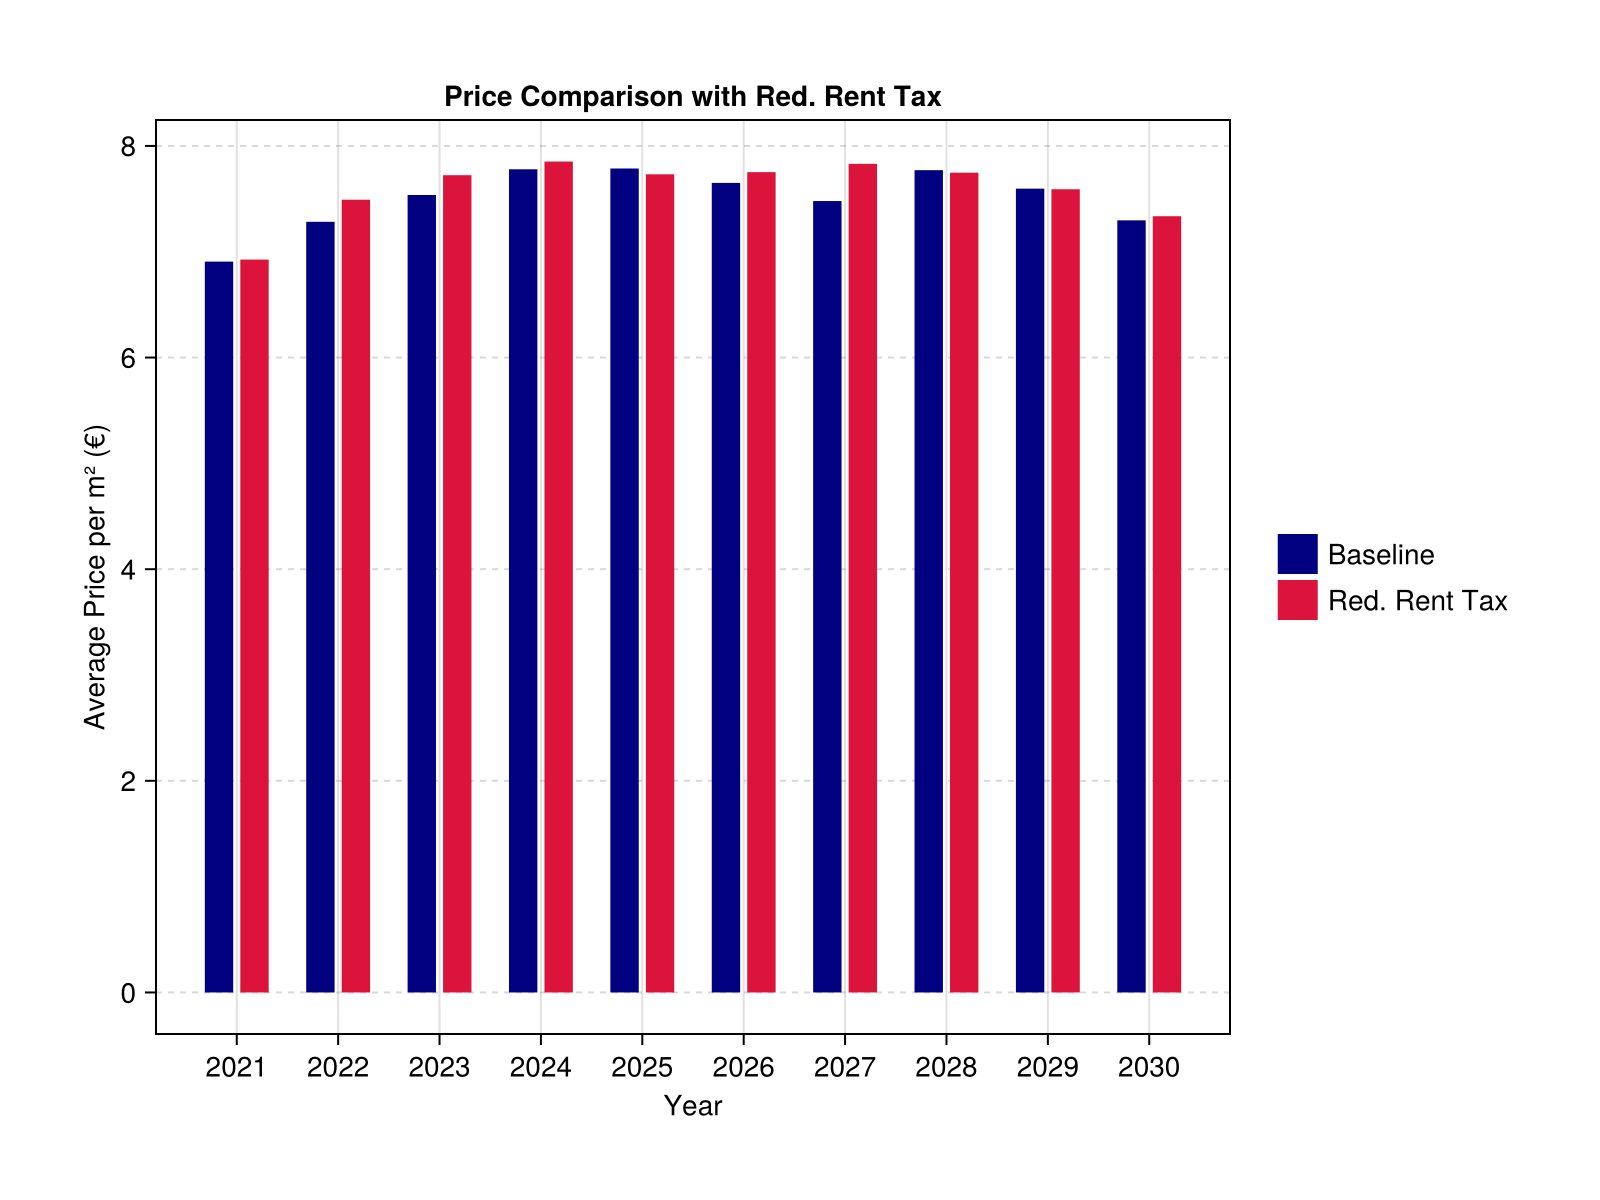 Price Comparison with Red. Rent Tax
Average Price per m² (€)
8
6
4
2
0
2021 2022 2023 2024 2025 2026 2027 2028 2029 2030
Year
Baseline
Red. Rent Tax